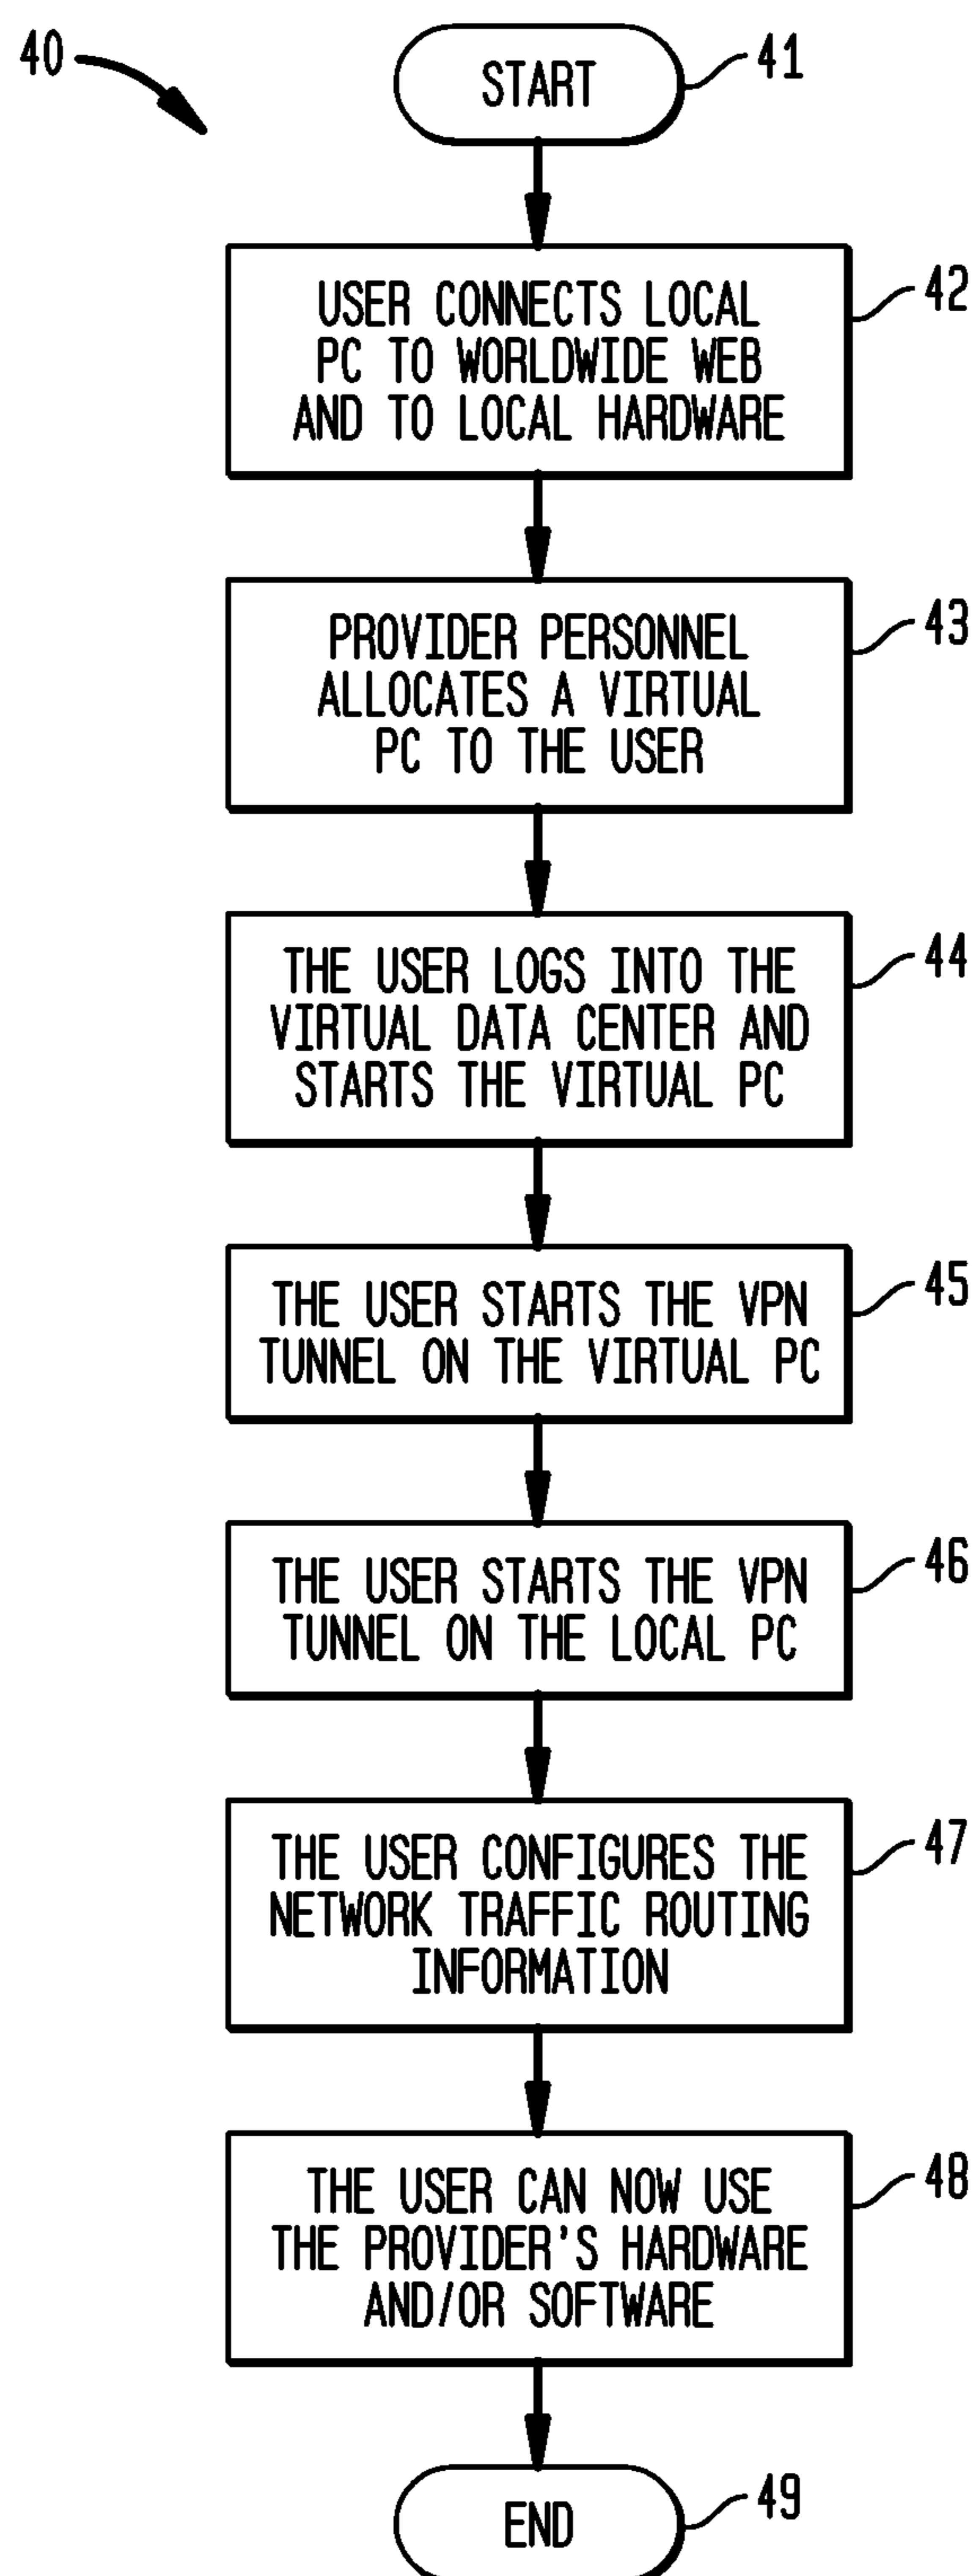 40
START
41
USER CONNECTS LOCAL
PC TO WORLDWIDE WEB
AND TO LOCAL HARDWARE
42
PROVIDER PERSONNEL
ALLOCATES A VIRTUAL
PC TO THE USER
43
THE USER LOGS INTO THE
VIRTUAL DATA CENTER AND
STARTS THE VIRTUAL PC
44
THE USER STARTS THE VPN
TUNNEL ON THE VIRTUAL PC
45
THE USER STARTS THE VPN
TUNNEL ON THE LOCAL PC
46
THE USER CONFIGURES THE
NETWORK TRAFFIC ROUTING
INFORMATION
47
THE USER CAN NOW USE
THE PROVIDER'S HARDWARE
AND/OR SOFTWARE
48
END
49